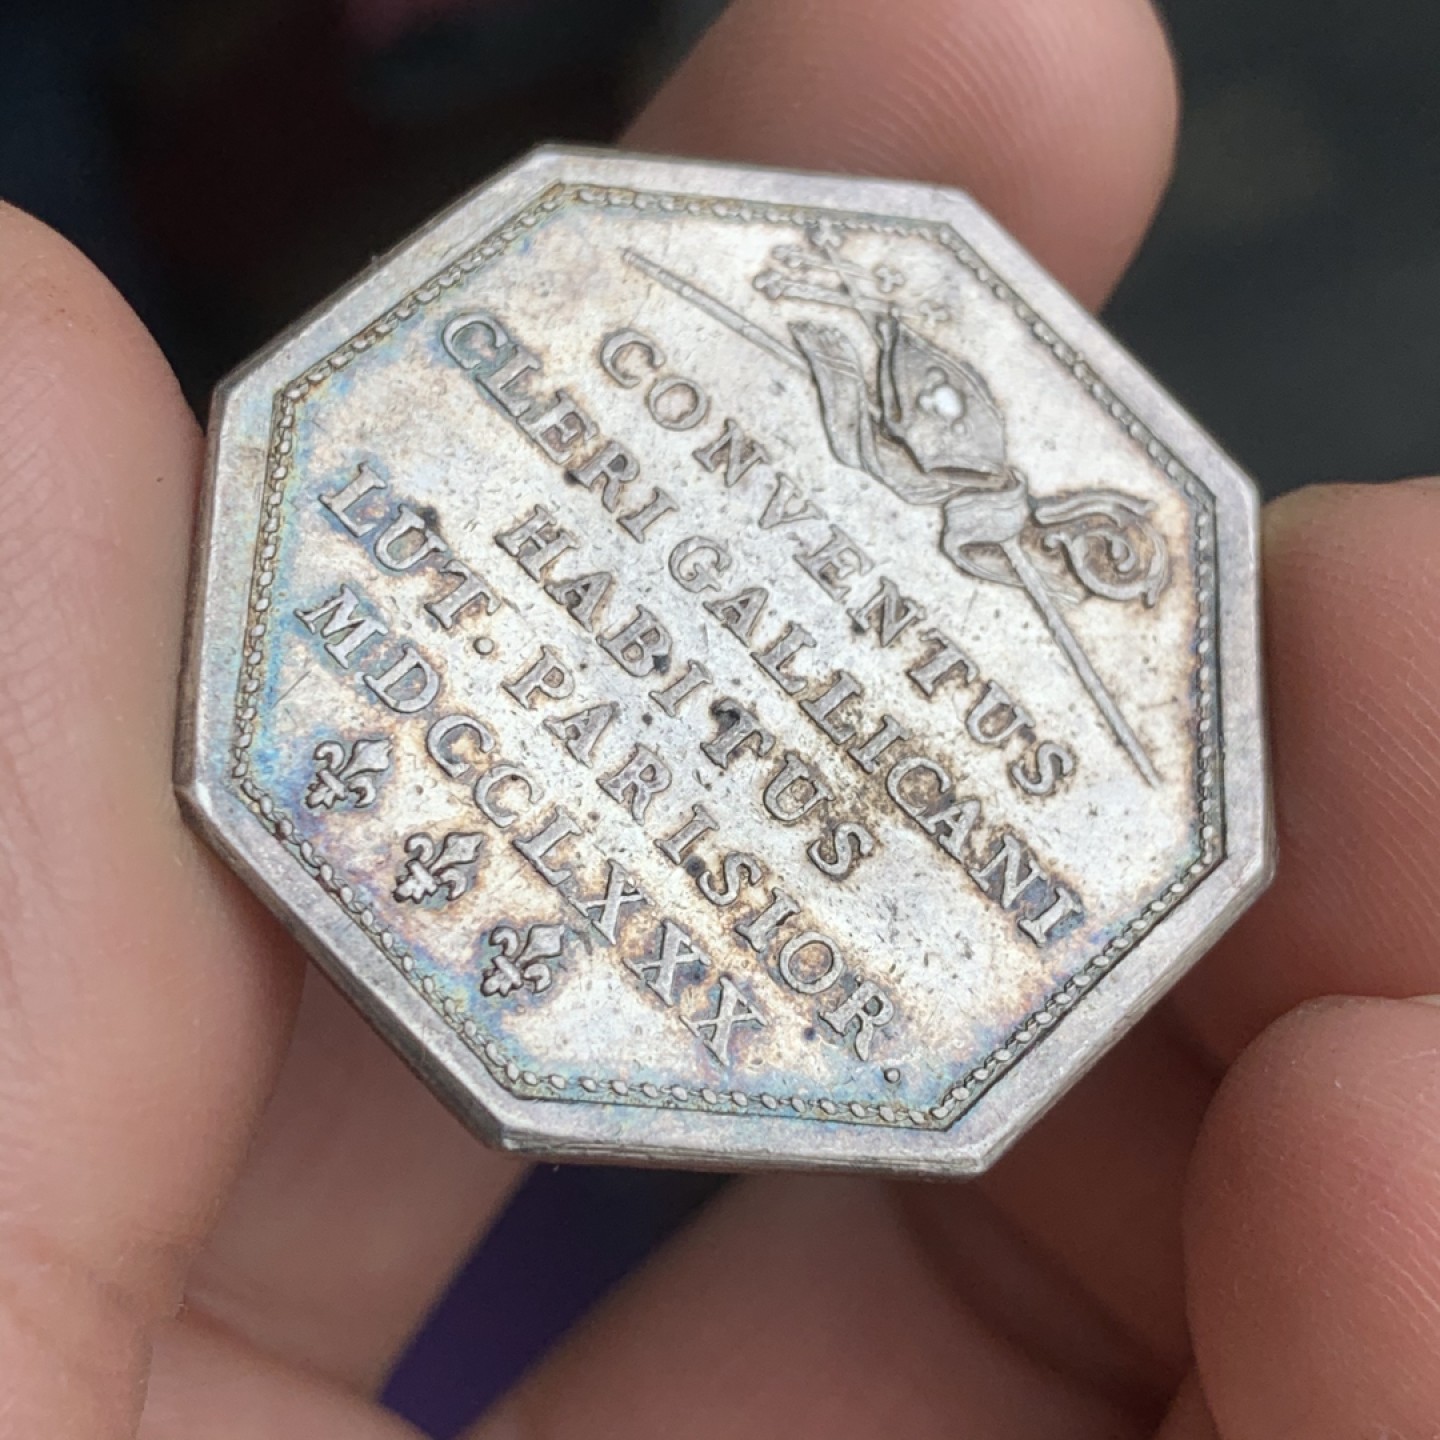 CONVENTUS
CLERI GALLICANI
HABITUS
LUT. PARISIOR.
MDCCLXXX